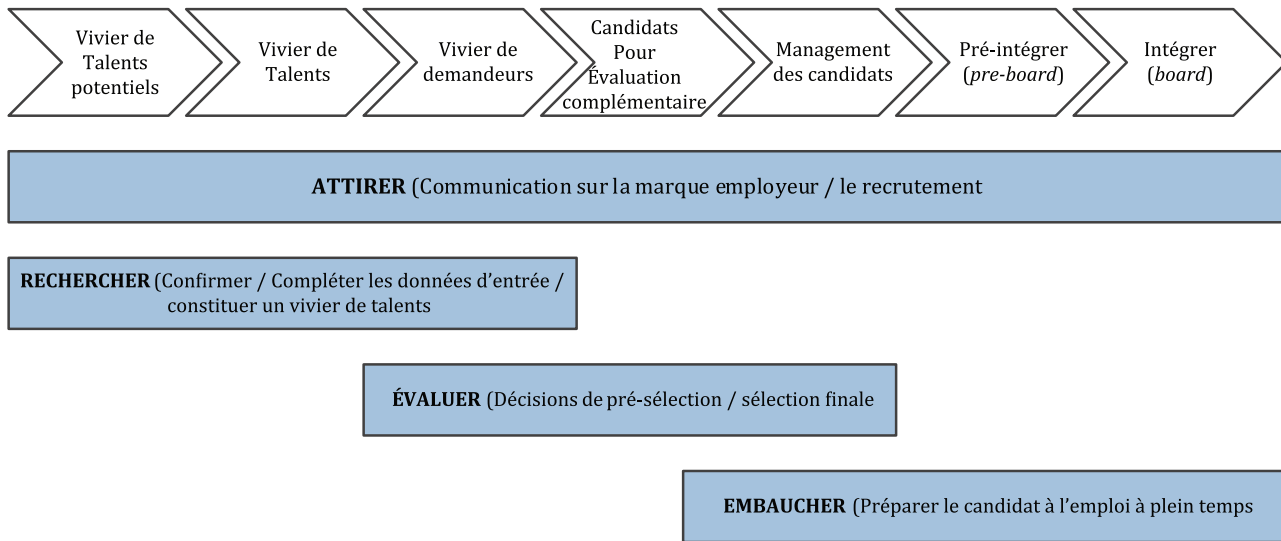 Vivier de
Talents
potentiels
Vivier de
Talents
Vivier de
demandeurs
Candidats
Pour
Évaluation
complémentaire
Management
des candidats
Pré-intégrer
(pre-board)
Intégrer
(board)
ATTIRER (Communication sur la marque employeur / le recrutement
RECHERCHER (Confirmer / Compléter les données d’entrée /
constituer un vivier de talents
ÉVALUER (Décisions de pré-sélection / sélection finale
EMBAUCHER (Préparer le candidat à l’emploi à plein temps